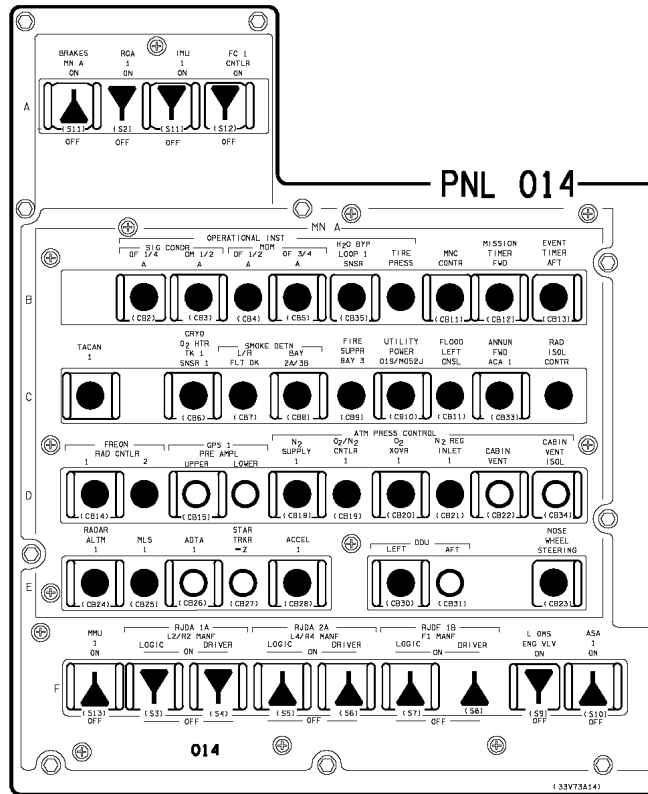 BRAKES RGA IMU FC 1
MN A 1 1 CNTLR
ON ON ON ON
A
(S11) (S2) (S11) (S12)
OFF OFF OFF OFF
PNL 014
MN A
OPERATIONAL INST
SIG CONDR MDM H2O BYP MISSION EVENT
OF 1/4 OM 1/2 OF 1/2 OF 3/4 LOOP 1 TIRE MNC TIMER TIMER
A A A A SNSR PRESS CONTR FWD AFT
B
(CB2) (CB3) (CB4) (CB5) (CB35) (CB11) (CB12) (CB13)
CRYO
O2 HTR SMOKE DETN FIRE UTILITY FLOOD ANNUN RAD
TACAN TK 1 L/R BAY SUPPR POWER LEFT FWD ISOL
1 SNSR 1 FLT DK 2A/3B BAY 3 O19/MO52J CNSL ACA 1 CONTR
C
(CB6) (CB7) (CB8) (CB9) (CB10) (CB11) (CB33)
ATM PRESS CONTROL
FREON GPS 1 N2 O2/N2 O2 N2 REG CABIN
RAD CNTLR PRE AMPL SUPPLY CNTLR XOVR INLET CABIN VENT
1 2 UPPER LOWER 1 1 1 1 VENT ISOL
D
(CB14) (CB15) (CB18) (CB19) (CB20) (CB21) (CB22) (CB34)
RADAR STAR NOSE
ALTM MLS ADTA TRKR ACCEL DDU WHEEL
1 1 1 -Z 1 LEFT AFT STEERING
E
(CB24) (CB25) (CB26) (CB27) (CB28) (CB30) (CB31) (CB23)
MMU RJDA 1A RJDA 2A RJDF 1B L OMS ASA
1 L2/R2 MANF L4/R4 MANF F1 MANF ENG VLV 1
ON LOGIC ON DRIVER LOGIC ON DRIVER LOGIC ON DRIVER ON ON
F
(S13) (S3) (S4) (S5) (S6) (S7) (S8) (S9) (S10)
OFF OFF OFF OFF OFF OFF
014
(33V73A14)